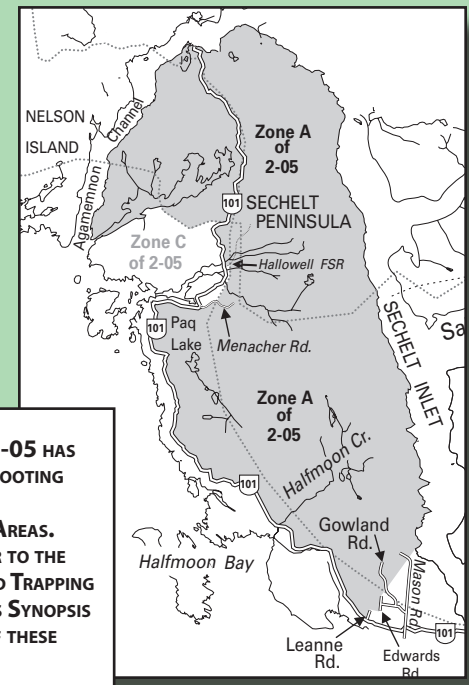 NELSON
ISLAND
Agamemnon Channel
Zone A
of
2-05
101
SECHELT
PENINSULA
Zone C
of 2-05
Hallowell FSR
101
Paq
Lake
Menacher Rd.
SECHELT INLET
Sa
Zone A
of
2-05
101
Halfmoon Cr.
Gowland
Rd.
Mason Rd
Halfmoon Bay
Leanne
Rd.
Edwards
Rd
101
-05 HAS
OOTING
AREAS.
R TO THE
D TRAPPING
S SYNOPSIS
F THESE